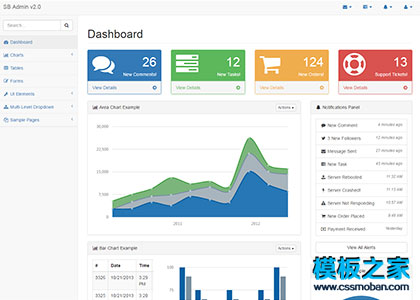 SB Admin v2.0
Search...
Dashboard
Charts
Tables
Forms
UI Elements
Multi-Level Dropdown
Sample Pages
Dashboard
26
New Comments!
View Details
12
New Tasks!
View Details
124
New Orders!
View Details
13
Support Tickets!
View Details
Area Chart Example
Actions
30,000
22,500
15,000
7,500
0
2011
2012
Bar Chart Example
Actions
# Date Time
3326 10/21/2013 3:29 PM
3325 10/21/2013 3:20
100
75
Notifications Panel
New Comment 4 minutes ago
3 New Followers 12 minutes ago
Message Sent 27 minutes ago
New Task 43 minutes ago
Server Rebooted 11:32 AM
Server Crashed! 11:13 AM
Server Not Responding 10:57 AM
New Order Placed 9:49 AM
Payment Received Yesterday
View All Alerts
模板之家
www.cssmoban.com